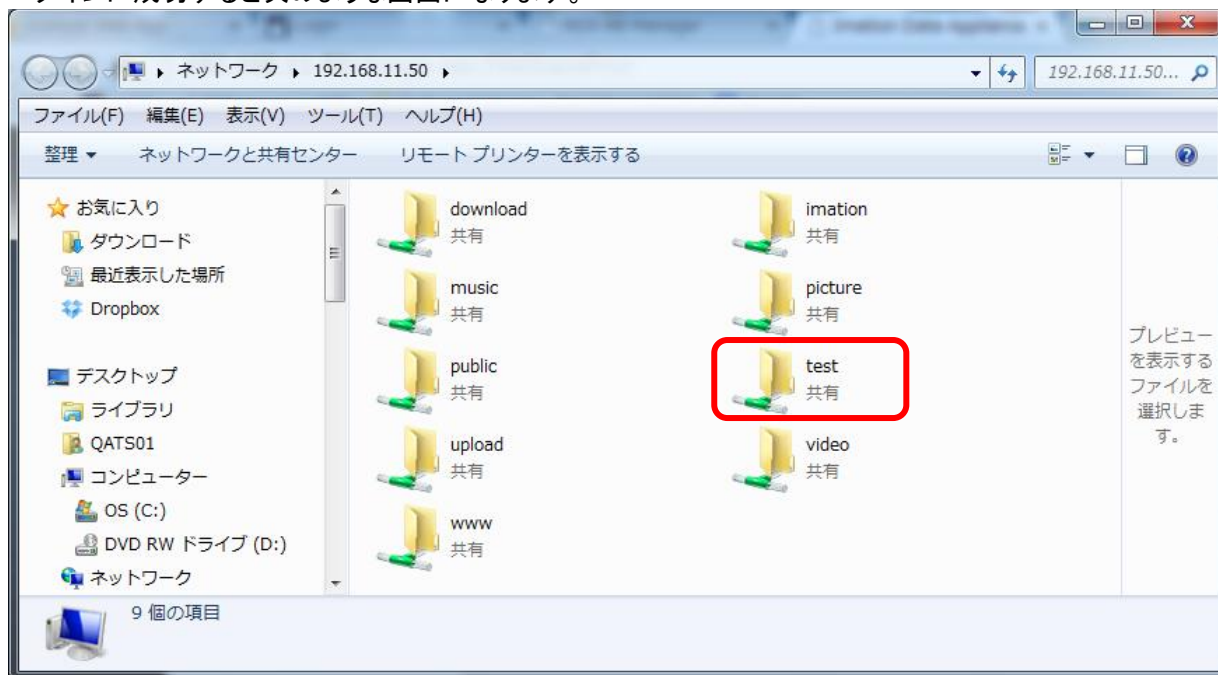 ネットワーク 192.168.11.50
192.168.11.50...
ファイル(F) 編集(E) 表示(V) ツール(T) ヘルプ(H)
整理 ネットワークと共有センター リモート プリンターを表示する
お気に入り
ダウンロード
最近表示した場所
Dropbox
デスクトップ
ライブラリ
QATS01
コンピューター
OS (C:)
DVD RW ドライブ (D:)
ネットワーク
download
共有
imation
共有
music
共有
picture
共有
public
共有
test
共有
upload
共有
video
共有
www
共有
プレビュー
を表示する
ファイルを
選択しま
す。
9 個の項目